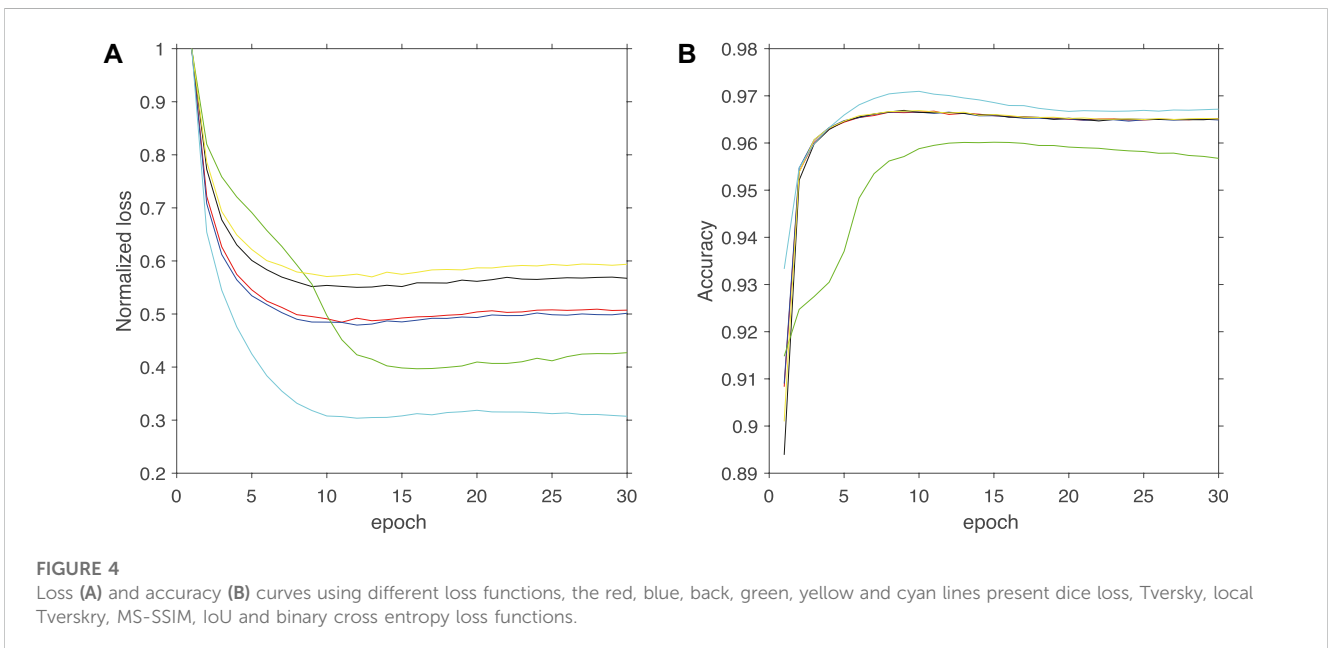 A
1
0.9
0.8
0.7
0.6
0.5
0.4
0.3
0.2
Normalized loss
0 5 10 15 20 25 30
epoch
B
0.98
0.97
0.96
0.95
0.94
0.93
0.92
0.91
0.9
0.89
Accuracy
0 5 10 15 20 25 30
epoch
FIGURE 4
Loss (A) and accuracy (B) curves using different loss functions, the red, blue, back, green, yellow and cyan lines present dice loss, Tversky, local
Tverskry, MS-SSIM, IoU and binary cross entropy loss functions.